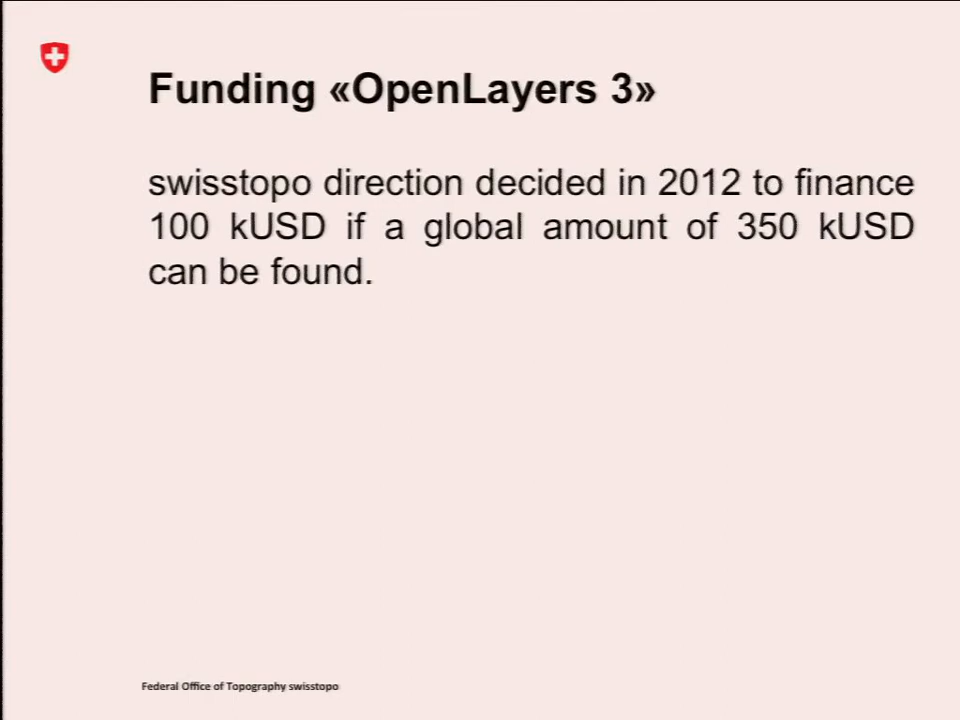 Funding «OpenLayers 3»
swisstopo direction decided in 2012 to finance
100 kUSD if a global amount of 350 kUSD
can be found.
Federal Office of Topography swisstopo